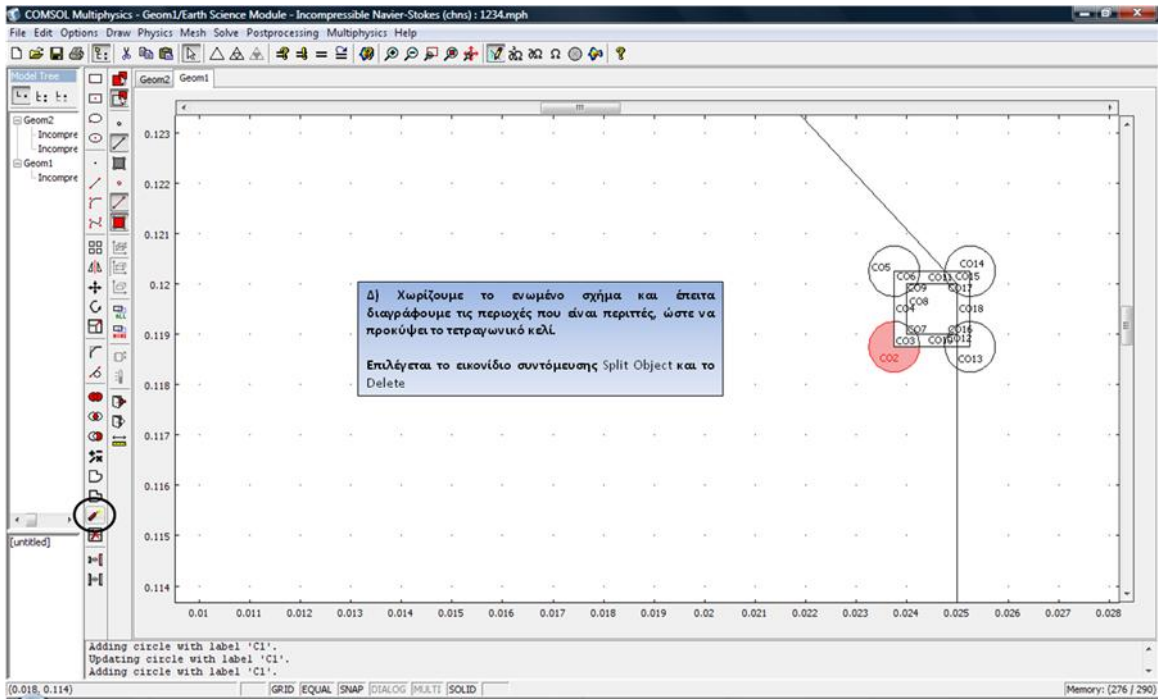 COMSOL Multiphysics - Geom1/Earth Science Module - Incompressible Navier-Stokes (chns) : 1234.mph
File Edit Options Draw Physics Mesh Solve Postprocessing Multiphysics Help
Model Tree
Geom2 Geom1
Geom2
Incompre
Incompre
Geom1
Incompre
0.123
0.122
0.121
0.12
0.119
0.118
0.117
0.116
0.115
0.114
Δ) Χωρίζουμε το ενωμένο σχήμα και έπειτα
διαγράφουμε τις περιοχές που είναι περιττές, ώστε να
προκύψει το τετραγωνικό κελί.
Επιλέγεται το εικονίδιο συντόμευσης Split Object και το
Delete
CO5 CO14
CO6 CO11 CO15
CO9 CO17
CO8
CO4 CO18
CO7 CO16
CO3 CO12
CO2 CO13
[untitled]
0.01 0.011 0.012 0.013 0.014 0.015 0.016 0.017 0.018 0.019 0.02 0.021 0.022 0.023 0.024 0.025 0.026 0.027 0.028
Adding circle with label 'C1'.
Updating circle with label 'C1'.
Adding circle with label 'C1'.
(0.018, 0.114) GRID EQUAL SNAP DIALOG MULTI SOLID Memory: (276 / 290)